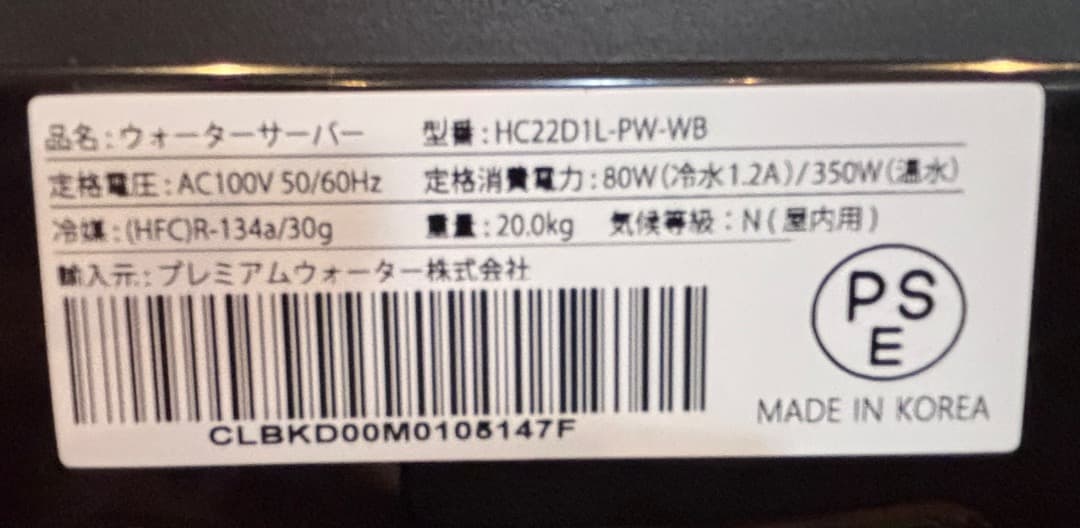 品名:ウォーターサーバー 型番:HC22D1L-PW-WB
定格電圧:AC100V 50/60Hz 定格消費電力:80W(冷水1.2A)/350W(温水)
冷媒:(HFC)R-134a/30g 重量:20.0kg 気候等級:N(屋内用)
輸入元:プレミアムウォーター株式会社
PS
E
CLBKD00M0105147F
MADE IN KOREA